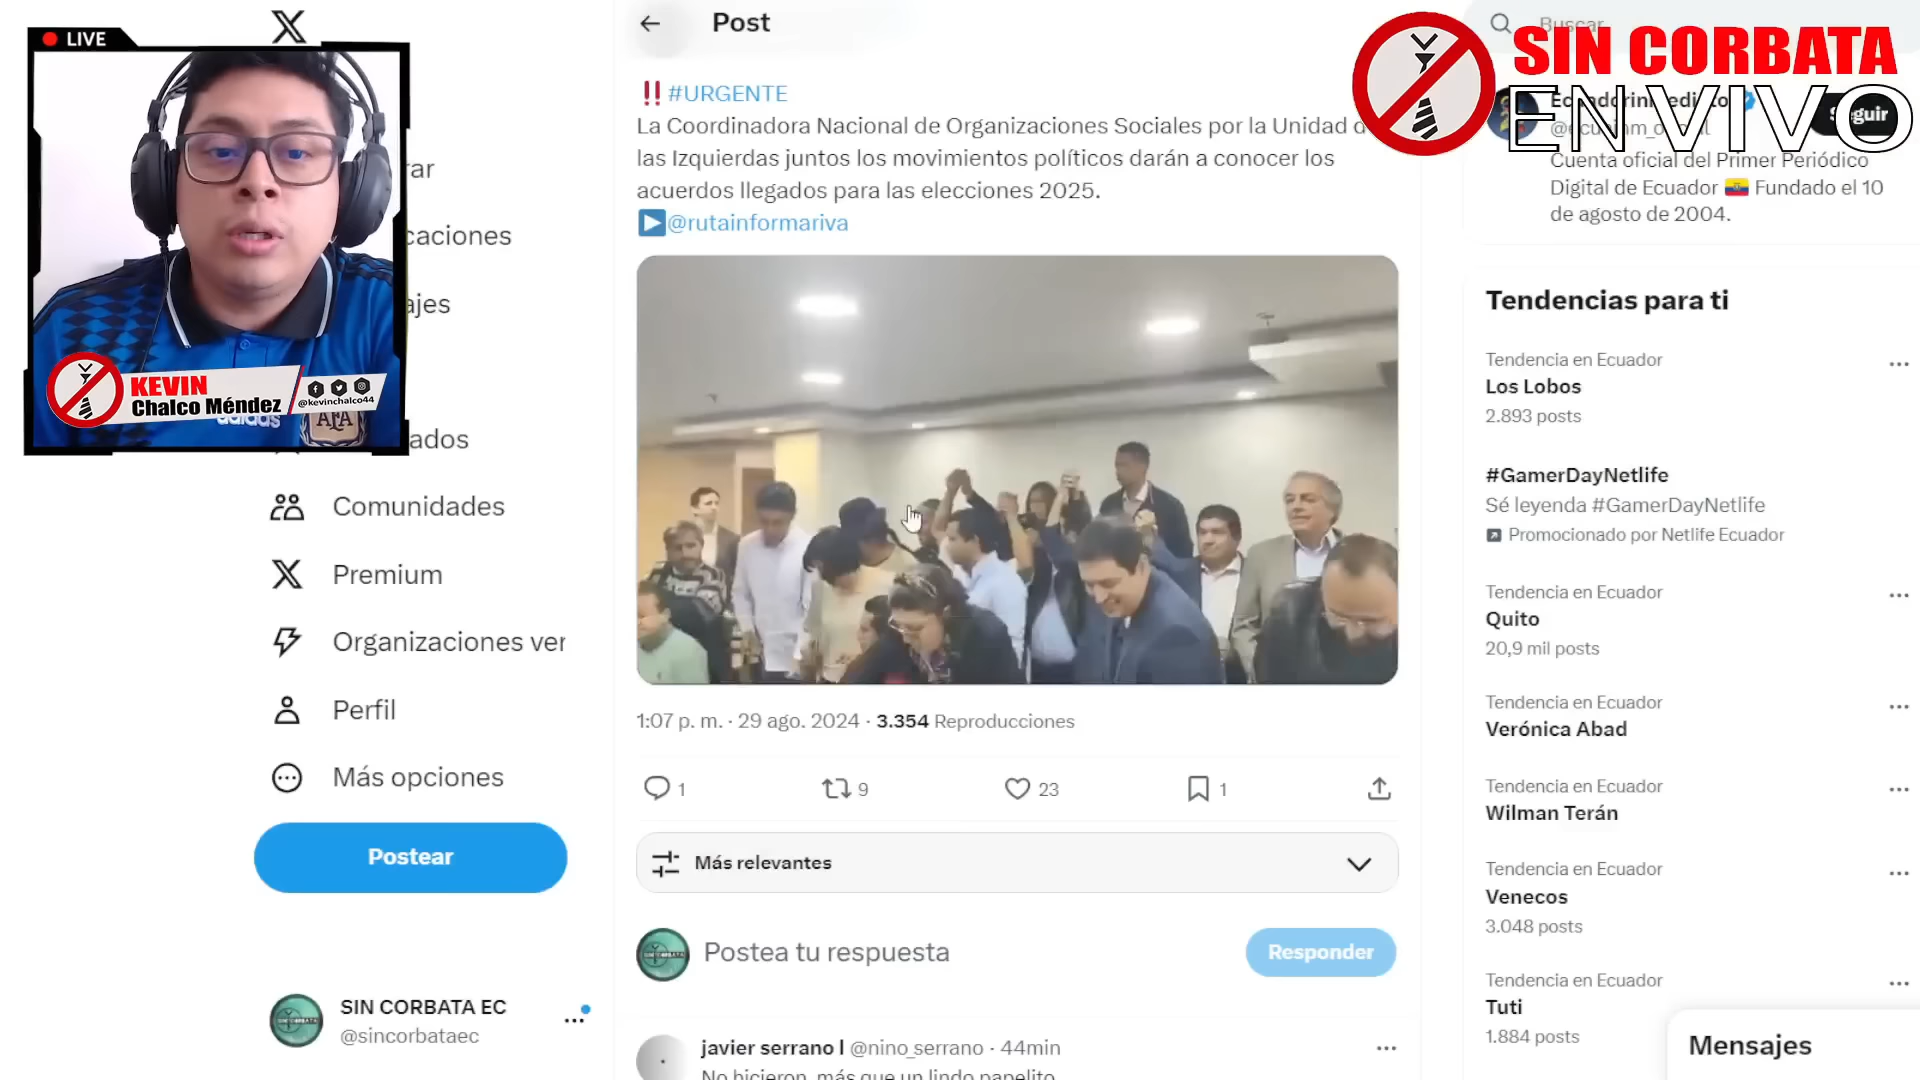 LIVE
KEVIN
Chalco Méndez
@kevinchalco44
adidas
AFA
rar
caciones
ajes
ados
Comunidades
Premium
Organizaciones ver
Perfil
Más opciones
Postear
SIN CORBATA EC
@sincorbataec
Post
!! #URGENTE
La Coordinadora Nacional de Organizaciones Sociales por la Unidad d
las Izquierdas juntos los movimientos políticos darán a conocer los
acuerdos llegados para las elecciones 2025.
@rutainformariva
1:07 p. m. · 29 ago. 2024 · 3.354 Reproducciones
1
9
23
1
Más relevantes
Postea tu respuesta
Responder
javier serrano l @nino_serrano · 44min
No hicieron más que un lindo papelito
Buscar
SIN CORBATA
EN VIVO
guir
Cuenta oficial del Primer Periódico
Digital de Ecuador 🇪🇨 Fundado el 10
de agosto de 2004.
Tendencias para ti
Tendencia en Ecuador
Los Lobos
2.893 posts
#GamerDayNetlife
Sé leyenda #GamerDayNetlife
Promocionado por Netlife Ecuador
Tendencia en Ecuador
Quito
20,9 mil posts
Tendencia en Ecuador
Verónica Abad
Tendencia en Ecuador
Wilman Terán
Tendencia en Ecuador
Venecos
3.048 posts
Tendencia en Ecuador
Tuti
1.884 posts
Mensajes